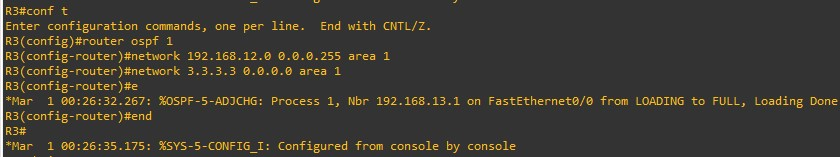 R3#conf t
Enter configuration commands, one per line.  End with CNTL/Z.
R3(config)#router ospf 1
R3(config-router)#network 192.168.12.0 0.0.0.255 area 1
R3(config-router)#network 3.3.3.3 0.0.0.0 area 1
R3(config-router)#e
*Mar  1 00:26:32.267: %OSPF-5-ADJCHG: Process 1, Nbr 192.168.13.1 on FastEthernet0/0 from LOADING to FULL, Loading Done
R3(config-router)#end
R3#
*Mar  1 00:26:35.175: %SYS-5-CONFIG_I: Configured from console by console